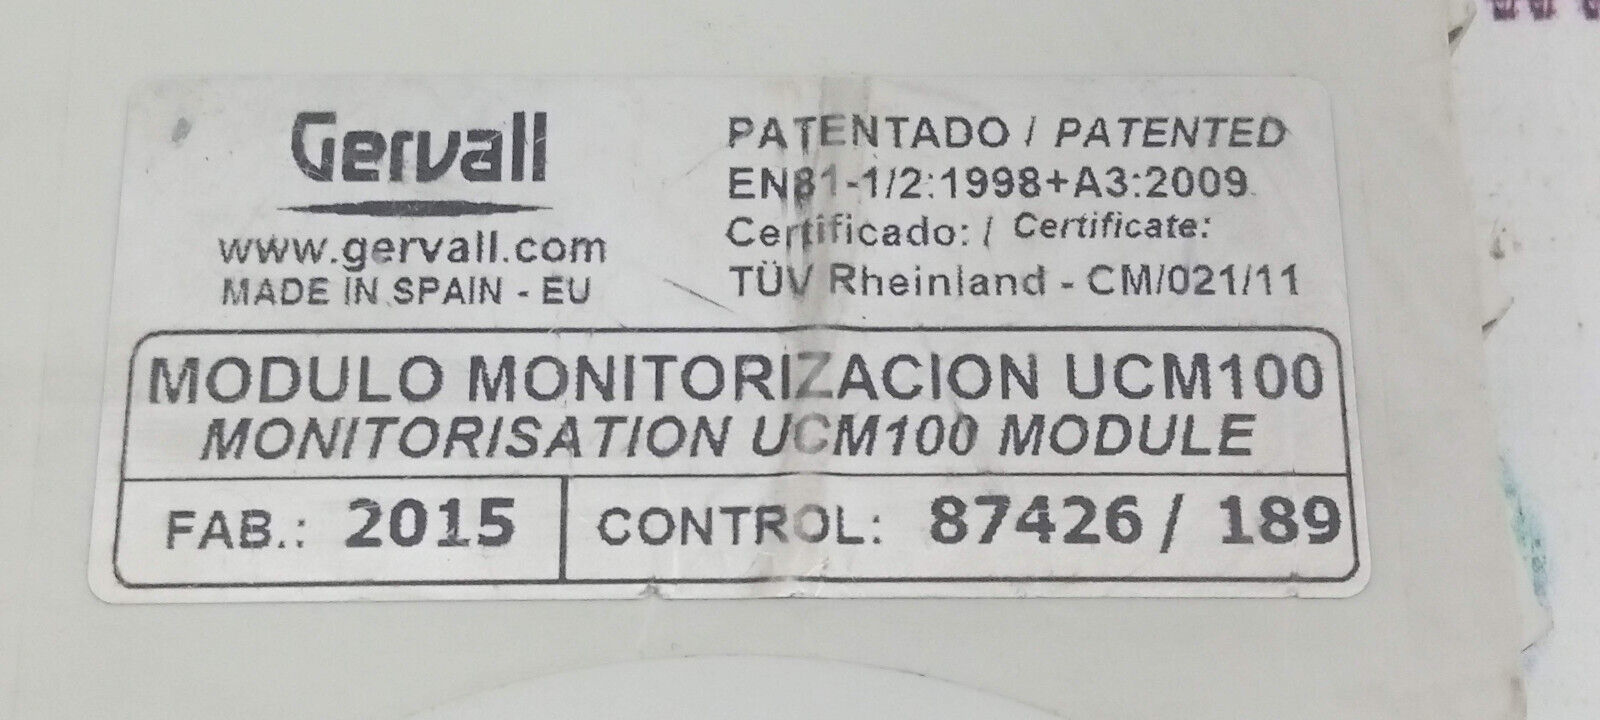 Gervall
www.gervall.com
MADE IN SPAIN - EU
PATENTADO / PATENTED
EN81-1/2:1998+A3:2009
Certificado: / Certificate:
TÜV Rheinland - CM/021/11
MODULO MONITORIZACION UCM100
MONITORISATION UCM100 MODULE
FAB.: 2015
CONTROL: 87426 / 189